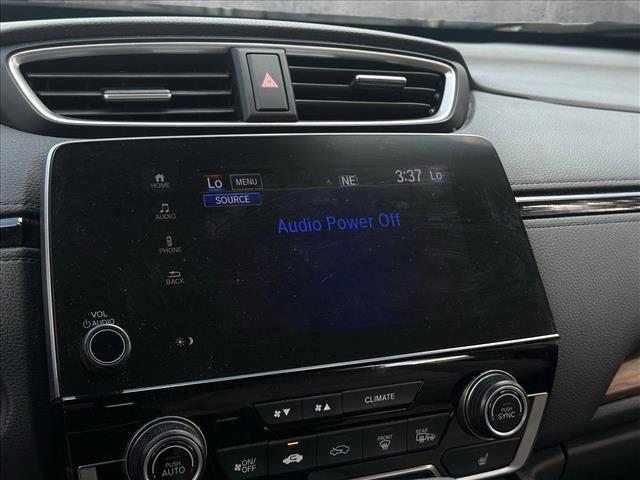 HOME
Lo MENU NE 3:37 Lo
SOURCE
AUDIO
Audio Power Off
PHONE
BACK
VOL
AUDIO
CLIMATE
PUSH
SYNC
FRONT
REAR
ON/
OFF
PUSH
AUTO